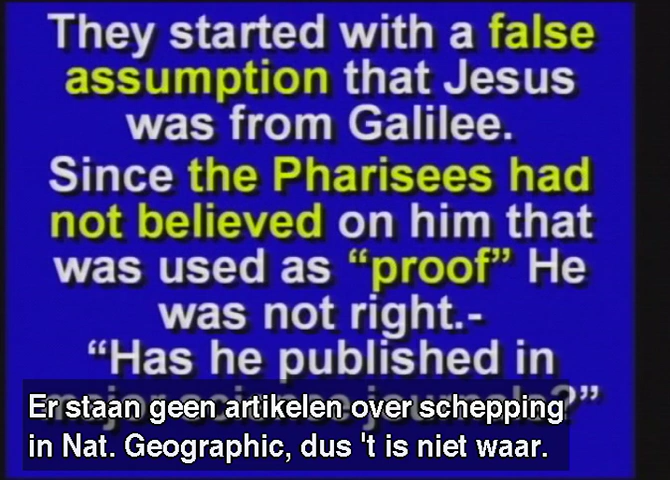 They started with a false
assumption that Jesus
was from Galilee.
Since the Pharisees had
not believed on him that
was used as “proof” He
was not right.-
“Has he published in
?”
Er staan geen artikelen over schepping
in Nat. Geographic, dus 't is niet waar.